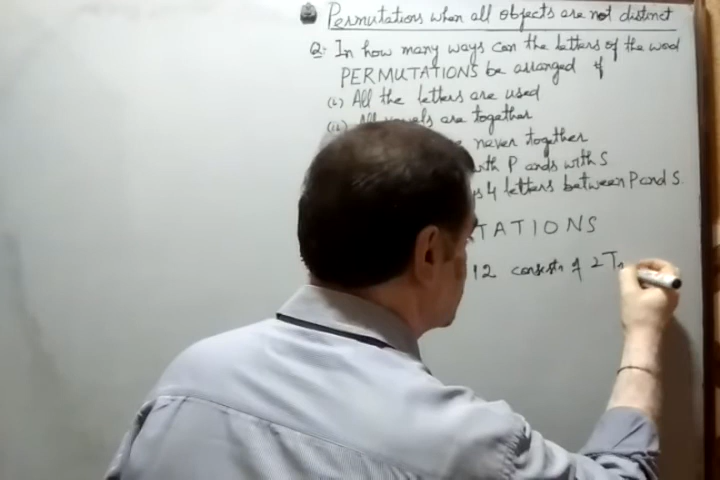 Permutations when all objects are not distinct
Q: In how many ways can the letters of the word
PERMUTATIONS be arranged if
(i) All the letters are used
(ii) All vowels are together
never together
with P ends with S
4 letters between P and S.
TATIONS
12 consists of 2 T